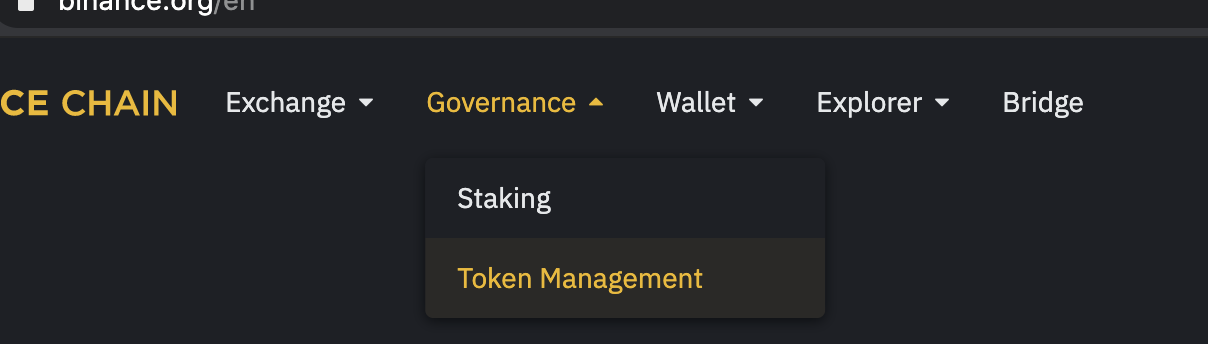 binance.org/en
CE CHAIN Exchange Governance Wallet Explorer Bridge
Staking
Token Management